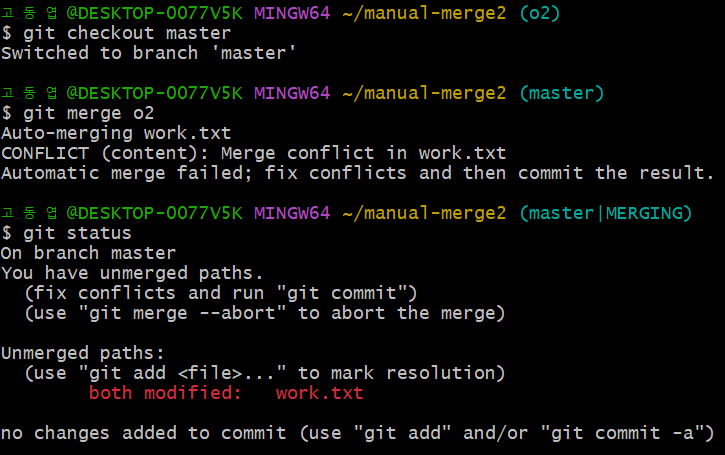 고 동 엽 @DESKTOP-0077V5K MINGW64 ~/manual-merge2 (o2)
$ git checkout master
Switched to branch 'master'
고 동 엽 @DESKTOP-0077V5K MINGW64 ~/manual-merge2 (master)
$ git merge o2
Auto-merging work.txt
CONFLICT (content): Merge conflict in work.txt
Automatic merge failed; fix conflicts and then commit the result.
고 동 엽 @DESKTOP-0077V5K MINGW64 ~/manual-merge2 (master|MERGING)
$ git status
On branch master
You have unmerged paths.
  (fix conflicts and run "git commit")
  (use "git merge --abort" to abort the merge)
Unmerged paths:
  (use "git add <file>..." to mark resolution)
        both modified:   work.txt
no changes added to commit (use "git add" and/or "git commit -a")